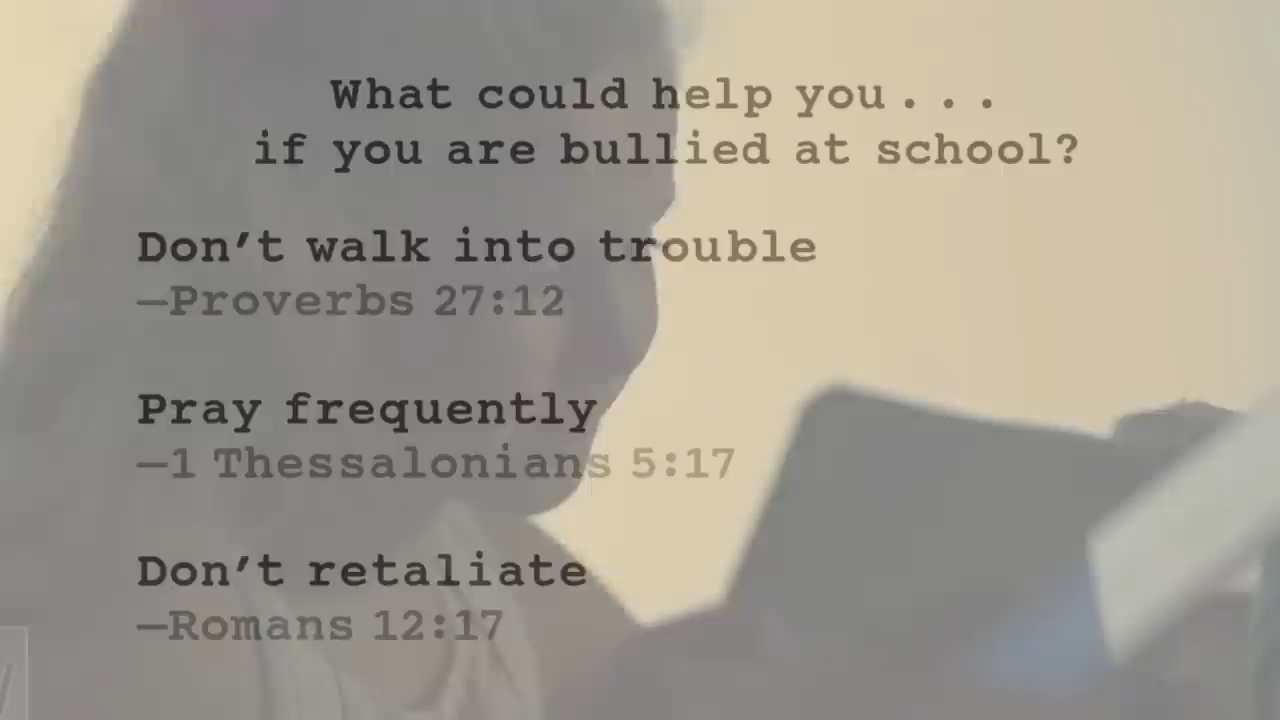 What could help you . . .
if you are bullied at school?
Don't walk into trouble
—Proverbs 27:12
Pray frequently
—1 Thessalonians 5:17
Don't retaliate
—Romans 12:17